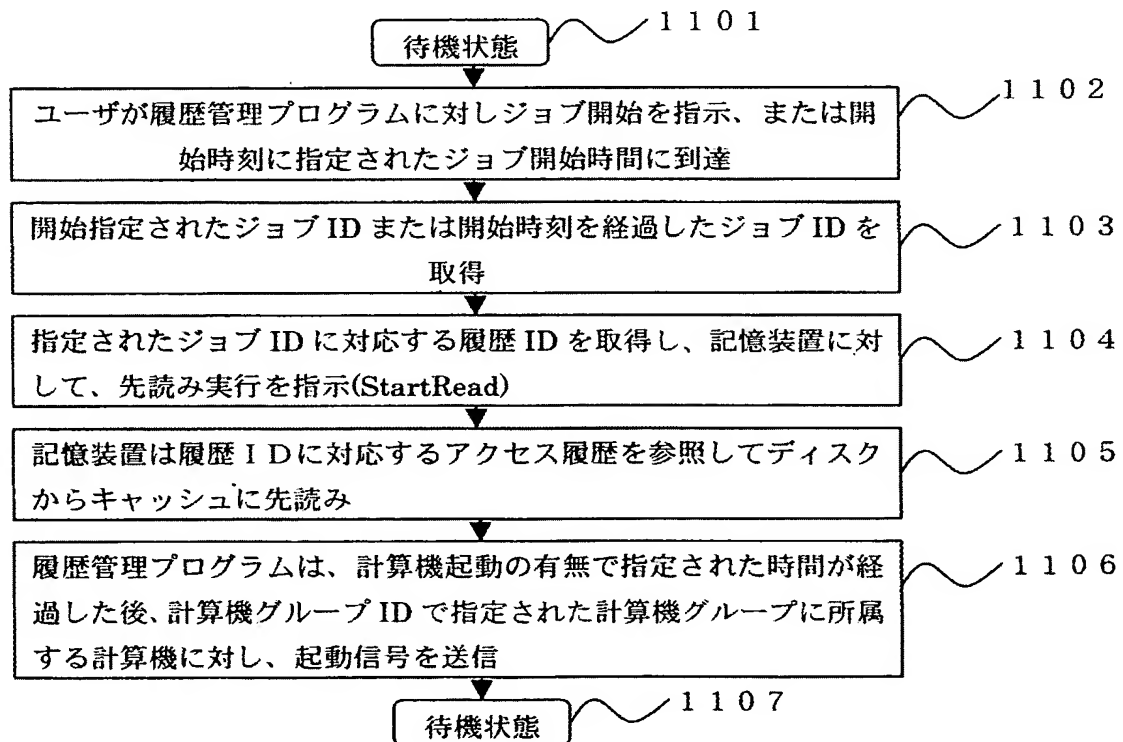 待機状態
1101
ユーザが履歴管理プログラムに対しジョブ開始を指示、または開
始時刻に指定されたジョブ開始時間に到達
1102
開始指定されたジョブ ID または開始時刻を経過したジョブ ID を
取得
1103
指定されたジョブ ID に対応する履歴 ID を取得し、記憶装置に対
して、先読み実行を指示(StartRead)
1104
記憶装置は履歴IDに対応するアクセス履歴を参照してディスク
からキャッシュに先読み
1105
履歴管理プログラムは、計算機起動の有無で指定された時間が経
過した後、計算機グループ ID で指定された計算機グループに所属
する計算機に対し、起動信号を送信
1106
待機状態
1107